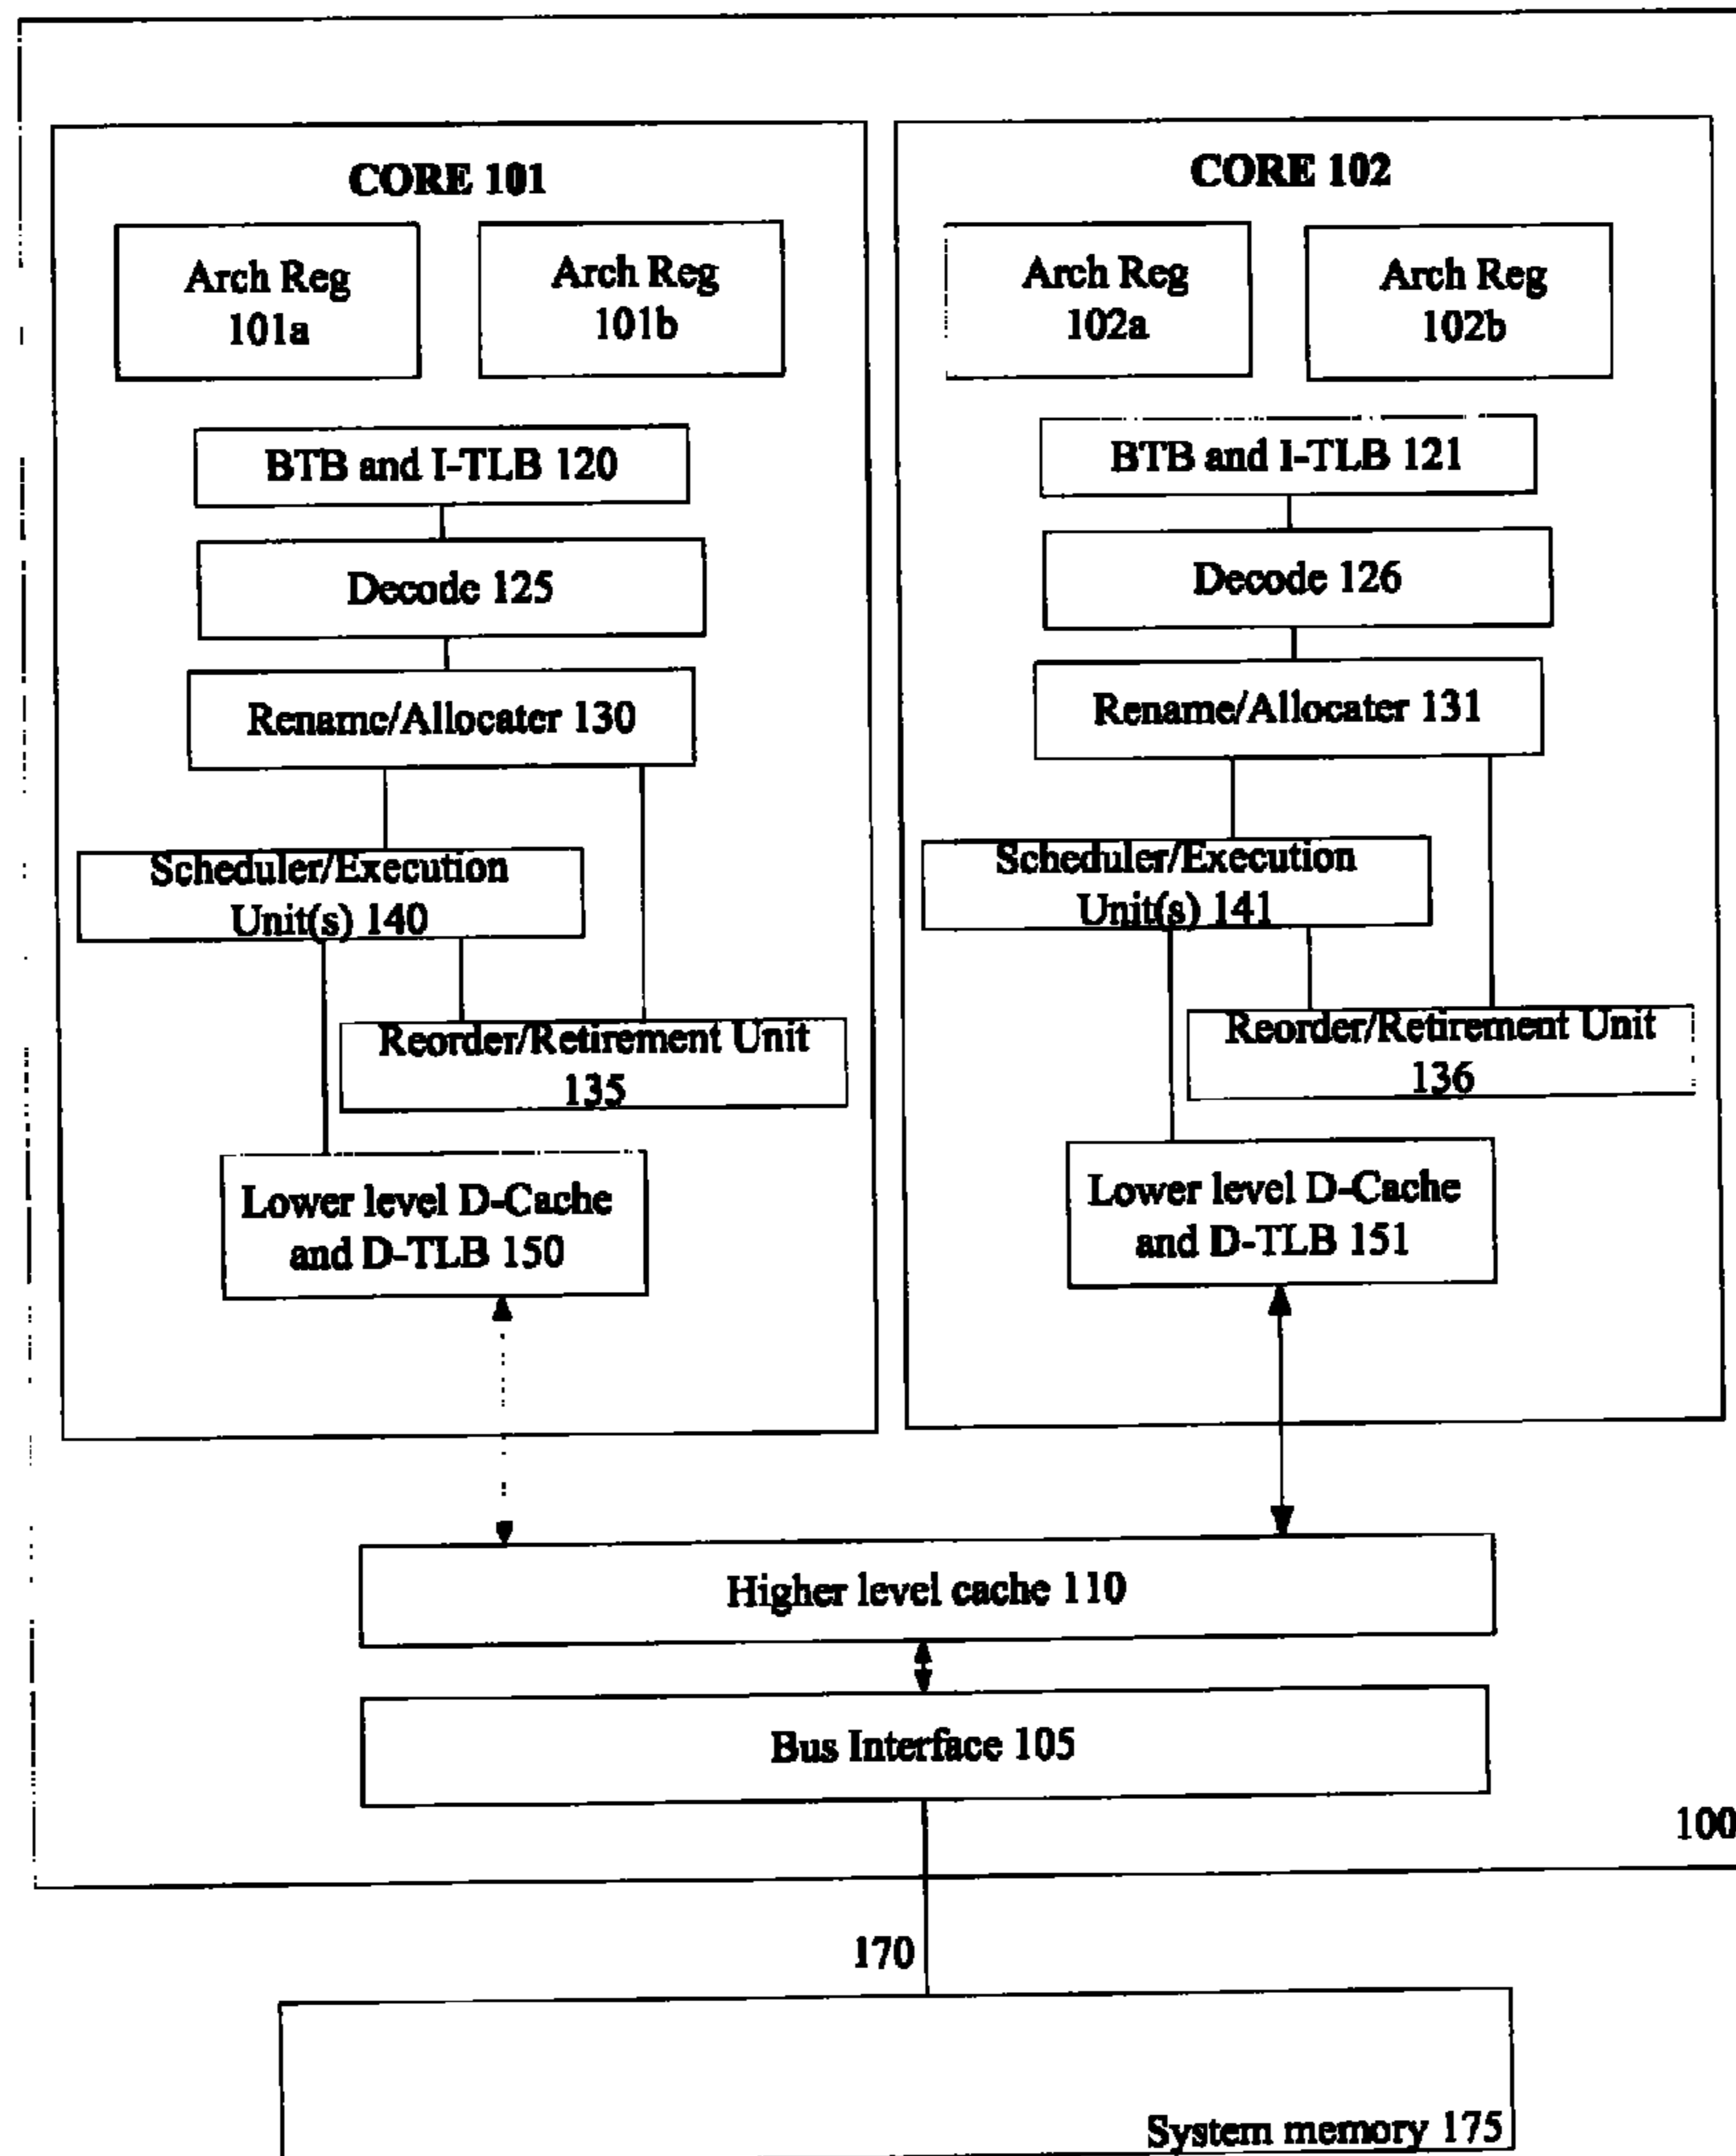 CORE 101
Arch Reg
101a
Arch Reg
101b
BTB and I-TLB 120
Decode 125
Rename/Allocater 130
Scheduler/Execution
Unit(s) 140
Reorder/Retirement Unit
135
Lower level D-Cache
and D-TLB 150
CORE 102
Arch Reg
102a
Arch Reg
102b
BTB and I-TLB 121
Decode 126
Rename/Allocater 131
Scheduler/Execution
Unit(s) 141
Reorder/Retirement Unit
136
Lower level D-Cache
and D-TLB 151
Higher level cache 110
Bus Interface 105
100
170
System memory 175